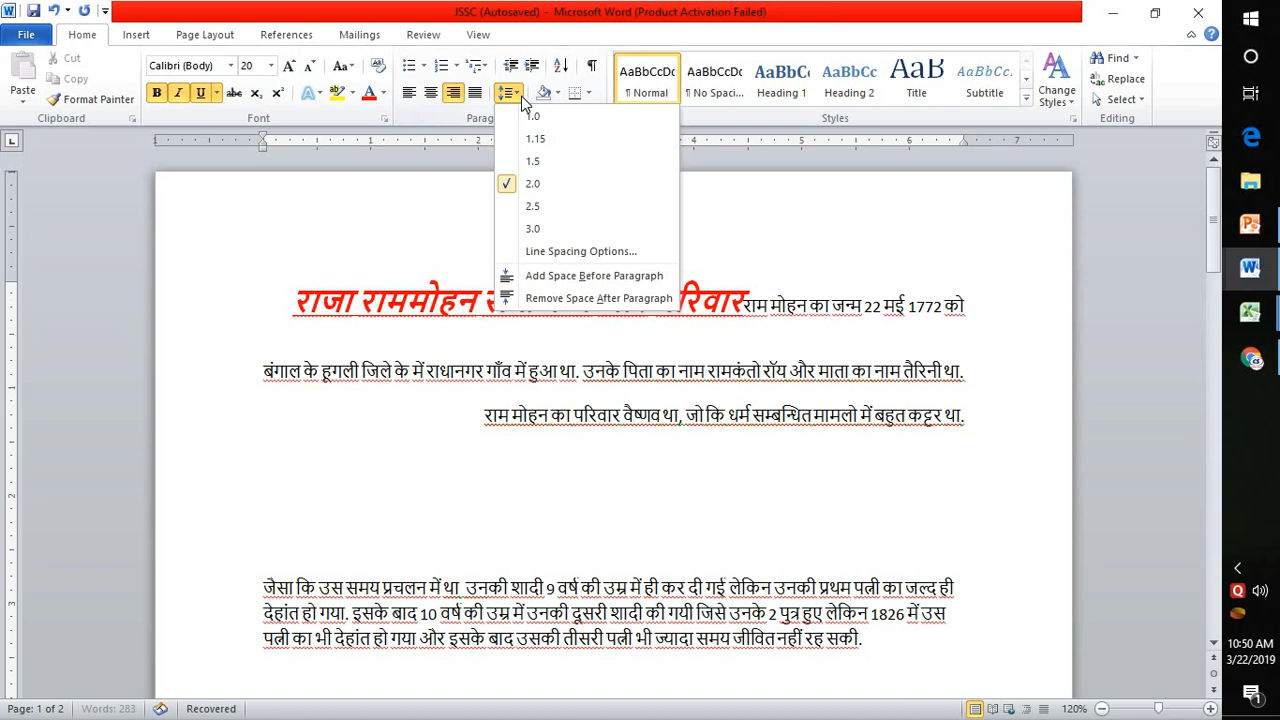 JSSC (Autosaved) - Microsoft Word (Product Activation Failed)
File Home Insert Page Layout References Mailings Review View
Cut
Copy
Format Painter
Paste
Clipboard
Calibri (Body) 20
Font
Paragr
AaBbCcDc AaBbCcDc AaBbCc AaBbCc AaB AaBbCcDc
¶ Normal ¶ No Spaci... Heading 1 Heading 2 Title Subtitle
Change Styles
Styles
Find
Replace
Select
Editing
1.0
1.15
1.5
2.0
2.5
3.0
Line Spacing Options...
Add Space Before Paragraph
Remove Space After Paragraph
राजा राममोहन राम मोहन का जन्म 22 मई 1772 को
बंगाल के हूगली जिले के में राधानगर गाँव में हुआ था. उनके पिता का नाम रामकंतो रॉय और माता का नाम तैरिनी था.
राम मोहन का परिवार वैष्णव था, जो कि धर्म सम्बन्धित मामलो में बहुत कट्टर था.
जैसा कि उस समय प्रचलन में था उनकी शादी 9 वर्ष की उम्र में ही कर दी गई लेकिन उनकी प्रथम पत्नी का जल्द ही
देहांत हो गया. इसके बाद 10 वर्ष की उम्र में उनकी दूसरी शादी की गयी जिसे उनके 2 पुत्र हुए लेकिन 1826 में उस
पत्नी का भी देहांत हो गया और इसके बाद उसकी तीसरी पत्नी भी ज्यादा समय जीवित नहीं रह सकी.
Page: 1 of 2 Words: 283 Recovered 120%
10:50 AM
3/22/2019